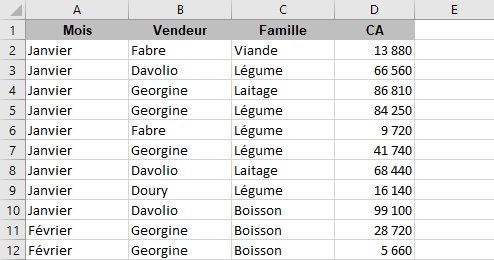 A B C D E
1 Mois Vendeur Famille CA
2 Janvier Fabre Viande 13 880
3 Janvier Davolio Légume 66 560
4 Janvier Georgine Laitage 86 810
5 Janvier Georgine Légume 84 250
6 Janvier Fabre Légume 9 720
7 Janvier Georgine Légume 41 740
8 Janvier Davolio Laitage 68 440
9 Janvier Doury Légume 16 140
10 Janvier Davolio Boisson 99 100
11 Février Georgine Boisson 28 720
12 Février Georgine Boisson 5 660